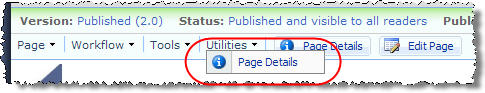 Version: Published (2.0) Status: Published and visible to all readers
Page Workflow Tools Utilities Page Details Edit Page
Page Details